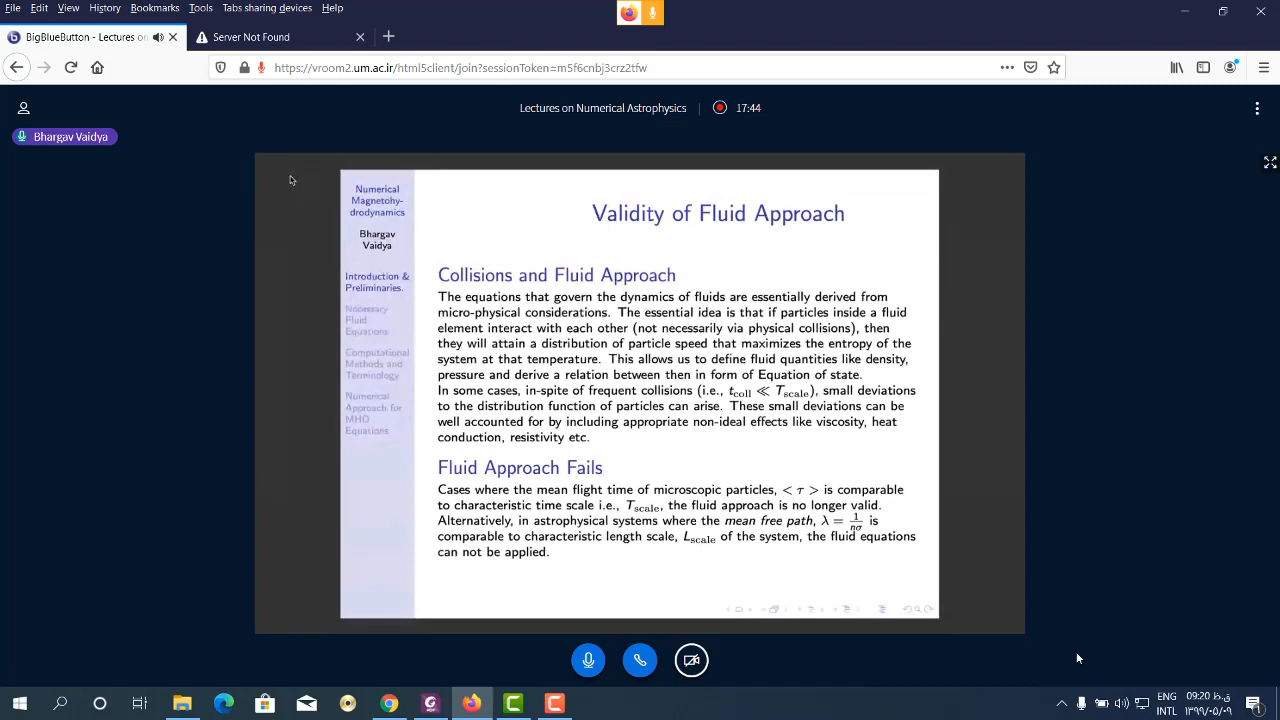 File Edit View History Bookmarks Tools Tab sharing devices Help
BigBlueButton - Lectures o
Server Not Found
https://vroom2.um.ac.ir/html5client/join?sessionToken=m5f6cnbj3crz2tfw
Lectures on Numerical Astrophysics 17:44
Bhargav Vaidya
Numerical
Magnetohy-
drodynamics
Bhargav
Vaidya
Introduction &
Preliminaries.
Necessary
Fluid
Equations
Computational
Methods and
Terminology
Numerical
Approach for
MHD
Equations
Validity of Fluid Approach
Collisions and Fluid Approach
The equations that govern the dynamics of fluids are essentially derived from
micro-physical considerations. The essential idea is that if particles inside a fluid
element interact with each other (not necessarily via physical collisions), then
they will attain a distribution of particle speed that maximizes the entropy of the
system at that temperature. This allows us to define fluid quantities like density,
pressure and derive a relation between then in form of Equation of state.
In some cases, in-spite of frequent collisions (i.e., t_coll ≪ T_scale), small deviations
to the distribution function of particles can arise. These small deviations can be
well accounted for by including appropriate non-ideal effects like viscosity, heat
conduction, resistivity etc.
Fluid Approach Fails
Cases where the mean flight time of microscopic particles, < τ > is comparable
to characteristic time scale i.e., T_scale, the fluid approach is no longer valid.
Alternatively, in astrophysical systems where the mean free path, λ = 1/nσ is
comparable to characteristic length scale, L_scale of the system, the fluid equations
can not be applied.
ENG 09:20 ق.ظ
INTL ۱۳۹۹/۰۵/۰۹